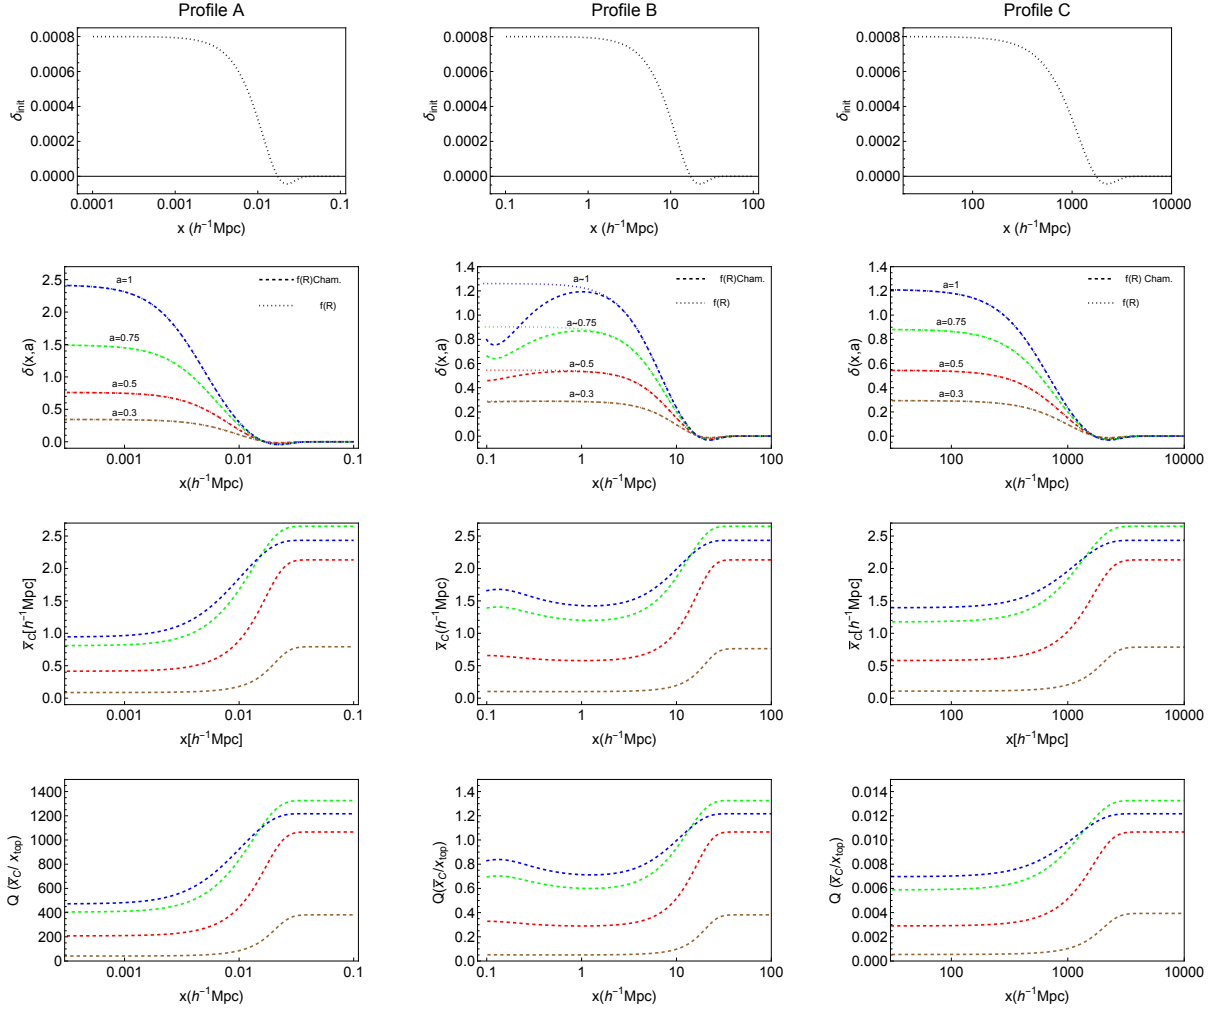 Profile A
Profile B
Profile C
0.0008
0.0006
0.0004
0.0002
0.0000
δinit
0.0001 0.001 0.01 0.1
x (h⁻¹Mpc)
0.0008
0.0006
0.0004
0.0002
0.0000
δinit
0.1 1 10 100
x (h⁻¹Mpc)
0.0008
0.0006
0.0004
0.0002
0.0000
δinit
100 1000 10000
x (h⁻¹Mpc)
2.5
2.0
1.5
1.0
0.5
0.0
δ(x,a)
a=1
a=0.75
a=0.5
a=0.3
f(R)Cham.
f(R)
0.001 0.01 0.1
x(h⁻¹Mpc)
1.4
1.2
1.0
0.8
0.6
0.4
0.2
0.0
δ(x,a)
a~1
a~0.75
a~0.5
a~0.3
f(R)Cham.
f(R)
0.1 1 10 100
x(h⁻¹Mpc)
1.4
1.2
1.0
0.8
0.6
0.4
0.2
0.0
δ(x,a)
a=1
a=0.75
a=0.5
a=0.3
f(R) Cham.
f(R)
100 1000 10000
x(h⁻¹Mpc)
2.5
2.0
1.5
1.0
0.5
0.0
x̅C[h⁻¹Mpc]
0.001 0.01 0.1
x[h⁻¹Mpc]
2.5
2.0
1.5
1.0
0.5
0.0
x̅C(h⁻¹Mpc)
0.1 1 10 100
x(h⁻¹Mpc)
2.5
2.0
1.5
1.0
0.5
0.0
x̅C[h⁻¹Mpc]
100 1000 10000
x[h⁻¹Mpc]
1400
1200
1000
800
600
400
200
0
Q (x̅C/ xtop)
0.001 0.01 0.1
x(h⁻¹Mpc)
1.4
1.2
1.0
0.8
0.6
0.4
0.2
0.0
Q(x̅C/xtop)
0.1 1 10 100
x(h⁻¹Mpc)
0.014
0.012
0.010
0.008
0.006
0.004
0.002
0.000
Q (x̅C/xtop)
100 1000 10000
x(h⁻¹Mpc)